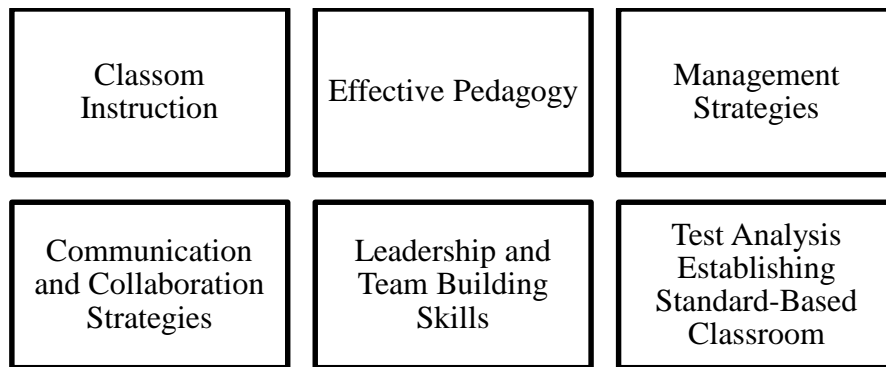 Classom
Instruction
Effective Pedagogy
Management
Strategies
Communication
and Collaboration
Strategies
Leadership and
Team Building
Skills
Test Analysis
Establishing
Standard-Based
Classroom